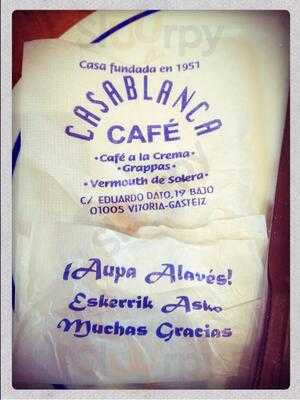 Casa fundada en 1951
CASABLANCA
CAFÉ
• Café a la Crema •
• Grappas •
• Vermouth de Solera •
C/ EDUARDO DATO, 19 BAJO
01005 VITORIA-GASTEIZ
¡Aupa Alavés!
Eskerrik Asko
Muchas Gracias